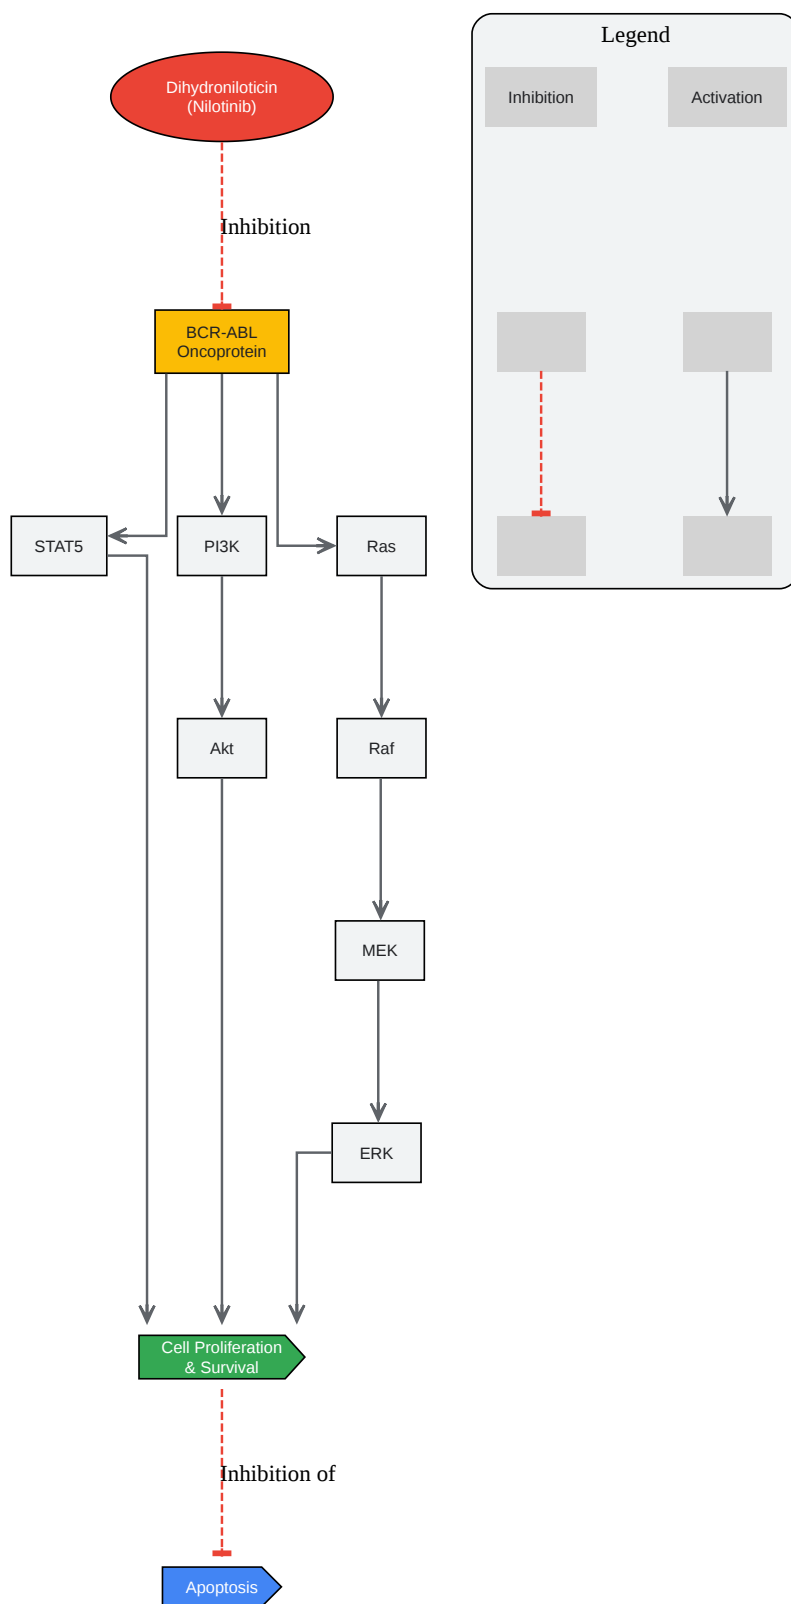 Legend
Dihydroniloticin
(Nilotinib)
Inhibition
Activation
Inhibition
BCR-ABL
Oncoprotein
STAT5
PI3K
Ras
Akt
Raf
MEK
ERK
Cell Proliferation
& Survival
Inhibition of
Apoptosis